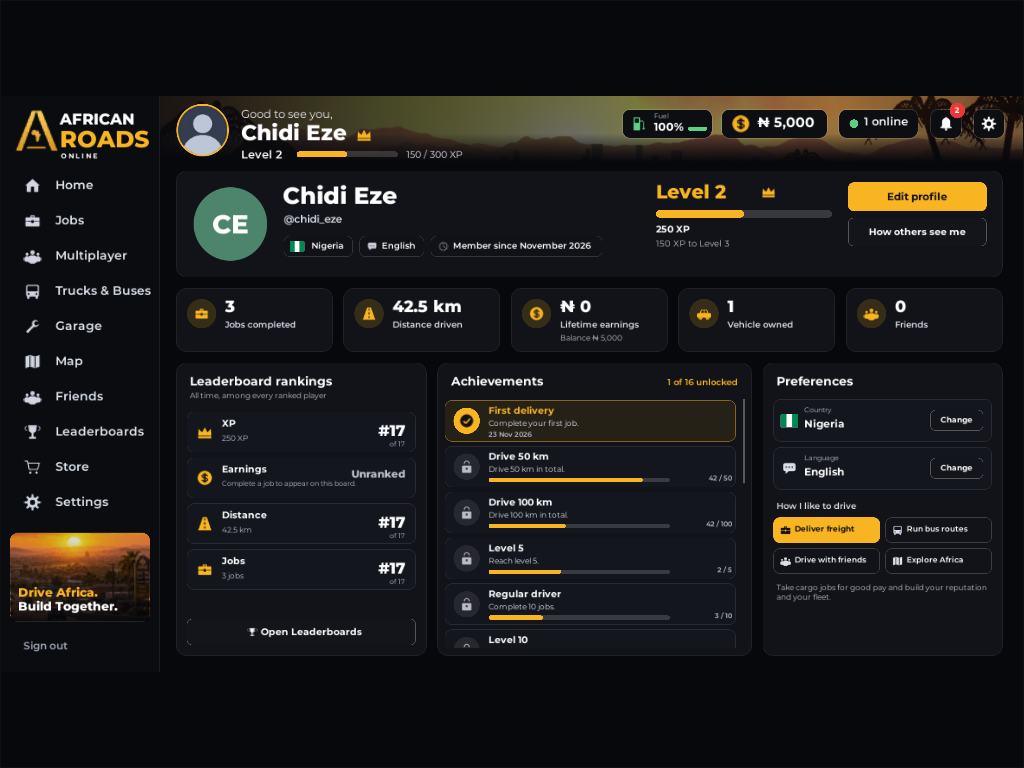 AFRICAN
ROADS
ONLINE
Home
Jobs
Multiplayer
Trucks & Buses
Garage
Map
Friends
Leaderboards
Store
Settings
Drive Africa.
Build Together.
Sign out
Good to see you,
Chidi Eze
Level 2
150 / 300 XP
Fuel
100%
₦ 5,000
1 online
2
CE
Chidi Eze
@chidi_eze
Nigeria
English
Member since November 2026
Level 2
250 XP
150 XP to Level 3
Edit profile
How others see me
3
Jobs completed
42.5 km
Distance driven
₦ 0
Lifetime earnings
Balance ₦ 5,000
1
Vehicle owned
0
Friends
Leaderboard rankings
All time, among every ranked player
XP
250 XP
#17
of 17
Earnings
Complete a job to appear on this board.
Unranked
Distance
42.5 km
#17
of 17
Jobs
3 jobs
#17
of 17
Open Leaderboards
Achievements
1 of 16 unlocked
First delivery
Complete your first job.
23 Nov 2026
Drive 50 km
Drive 50 km in total.
42 / 50
Drive 100 km
Drive 100 km in total.
42 / 100
Level 5
Reach level 5.
2 / 5
Regular driver
Complete 10 jobs.
3 / 10
Level 10
Preferences
Country
Nigeria
Change
Language
English
Change
How I like to drive
Deliver freight
Run bus routes
Drive with friends
Explore Africa
Take cargo jobs for good pay and build your reputation
and your fleet.